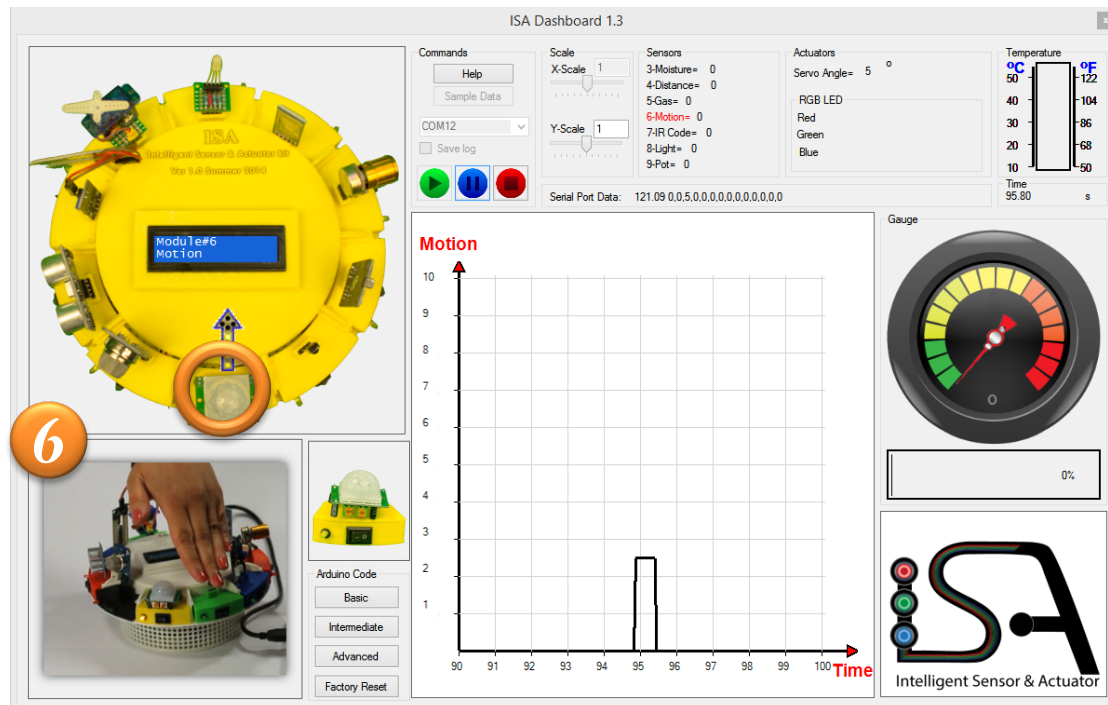 ISA Dashboard 1.3
x
ISA
Intelligent Sensor & Actuator kit
Ver 1.0 Summer 2014
Module#6
Motion
6
Commands
Help
Sample Data
COM12
Save log
Scale
X-Scale 1
Y-Scale 1
Sensors
3-Moisture= 0
4-Distance= 0
5-Gas= 0
6-Motion= 0
7-IR Code= 0
8-Light= 0
9-Pot= 0
Actuators
Servo Angle= 5 o
RGB LED
Red
Green
Blue
Temperature
ºC ºF
50 122
40 104
30 86
20 68
10 50
Serial Port Data: 121.09 0,0,5,0,0,0,0,0,0,0,0,0,0,0
Time
95.80 s
Arduino Code
Basic
Intermediate
Advanced
Factory Reset
Motion
10
9
8
7
6
5
4
3
2
1
90 91 92 93 94 95 96 97 98 99 100
Time
Gauge
0
0%
ISA
Intelligent Sensor & Actuator